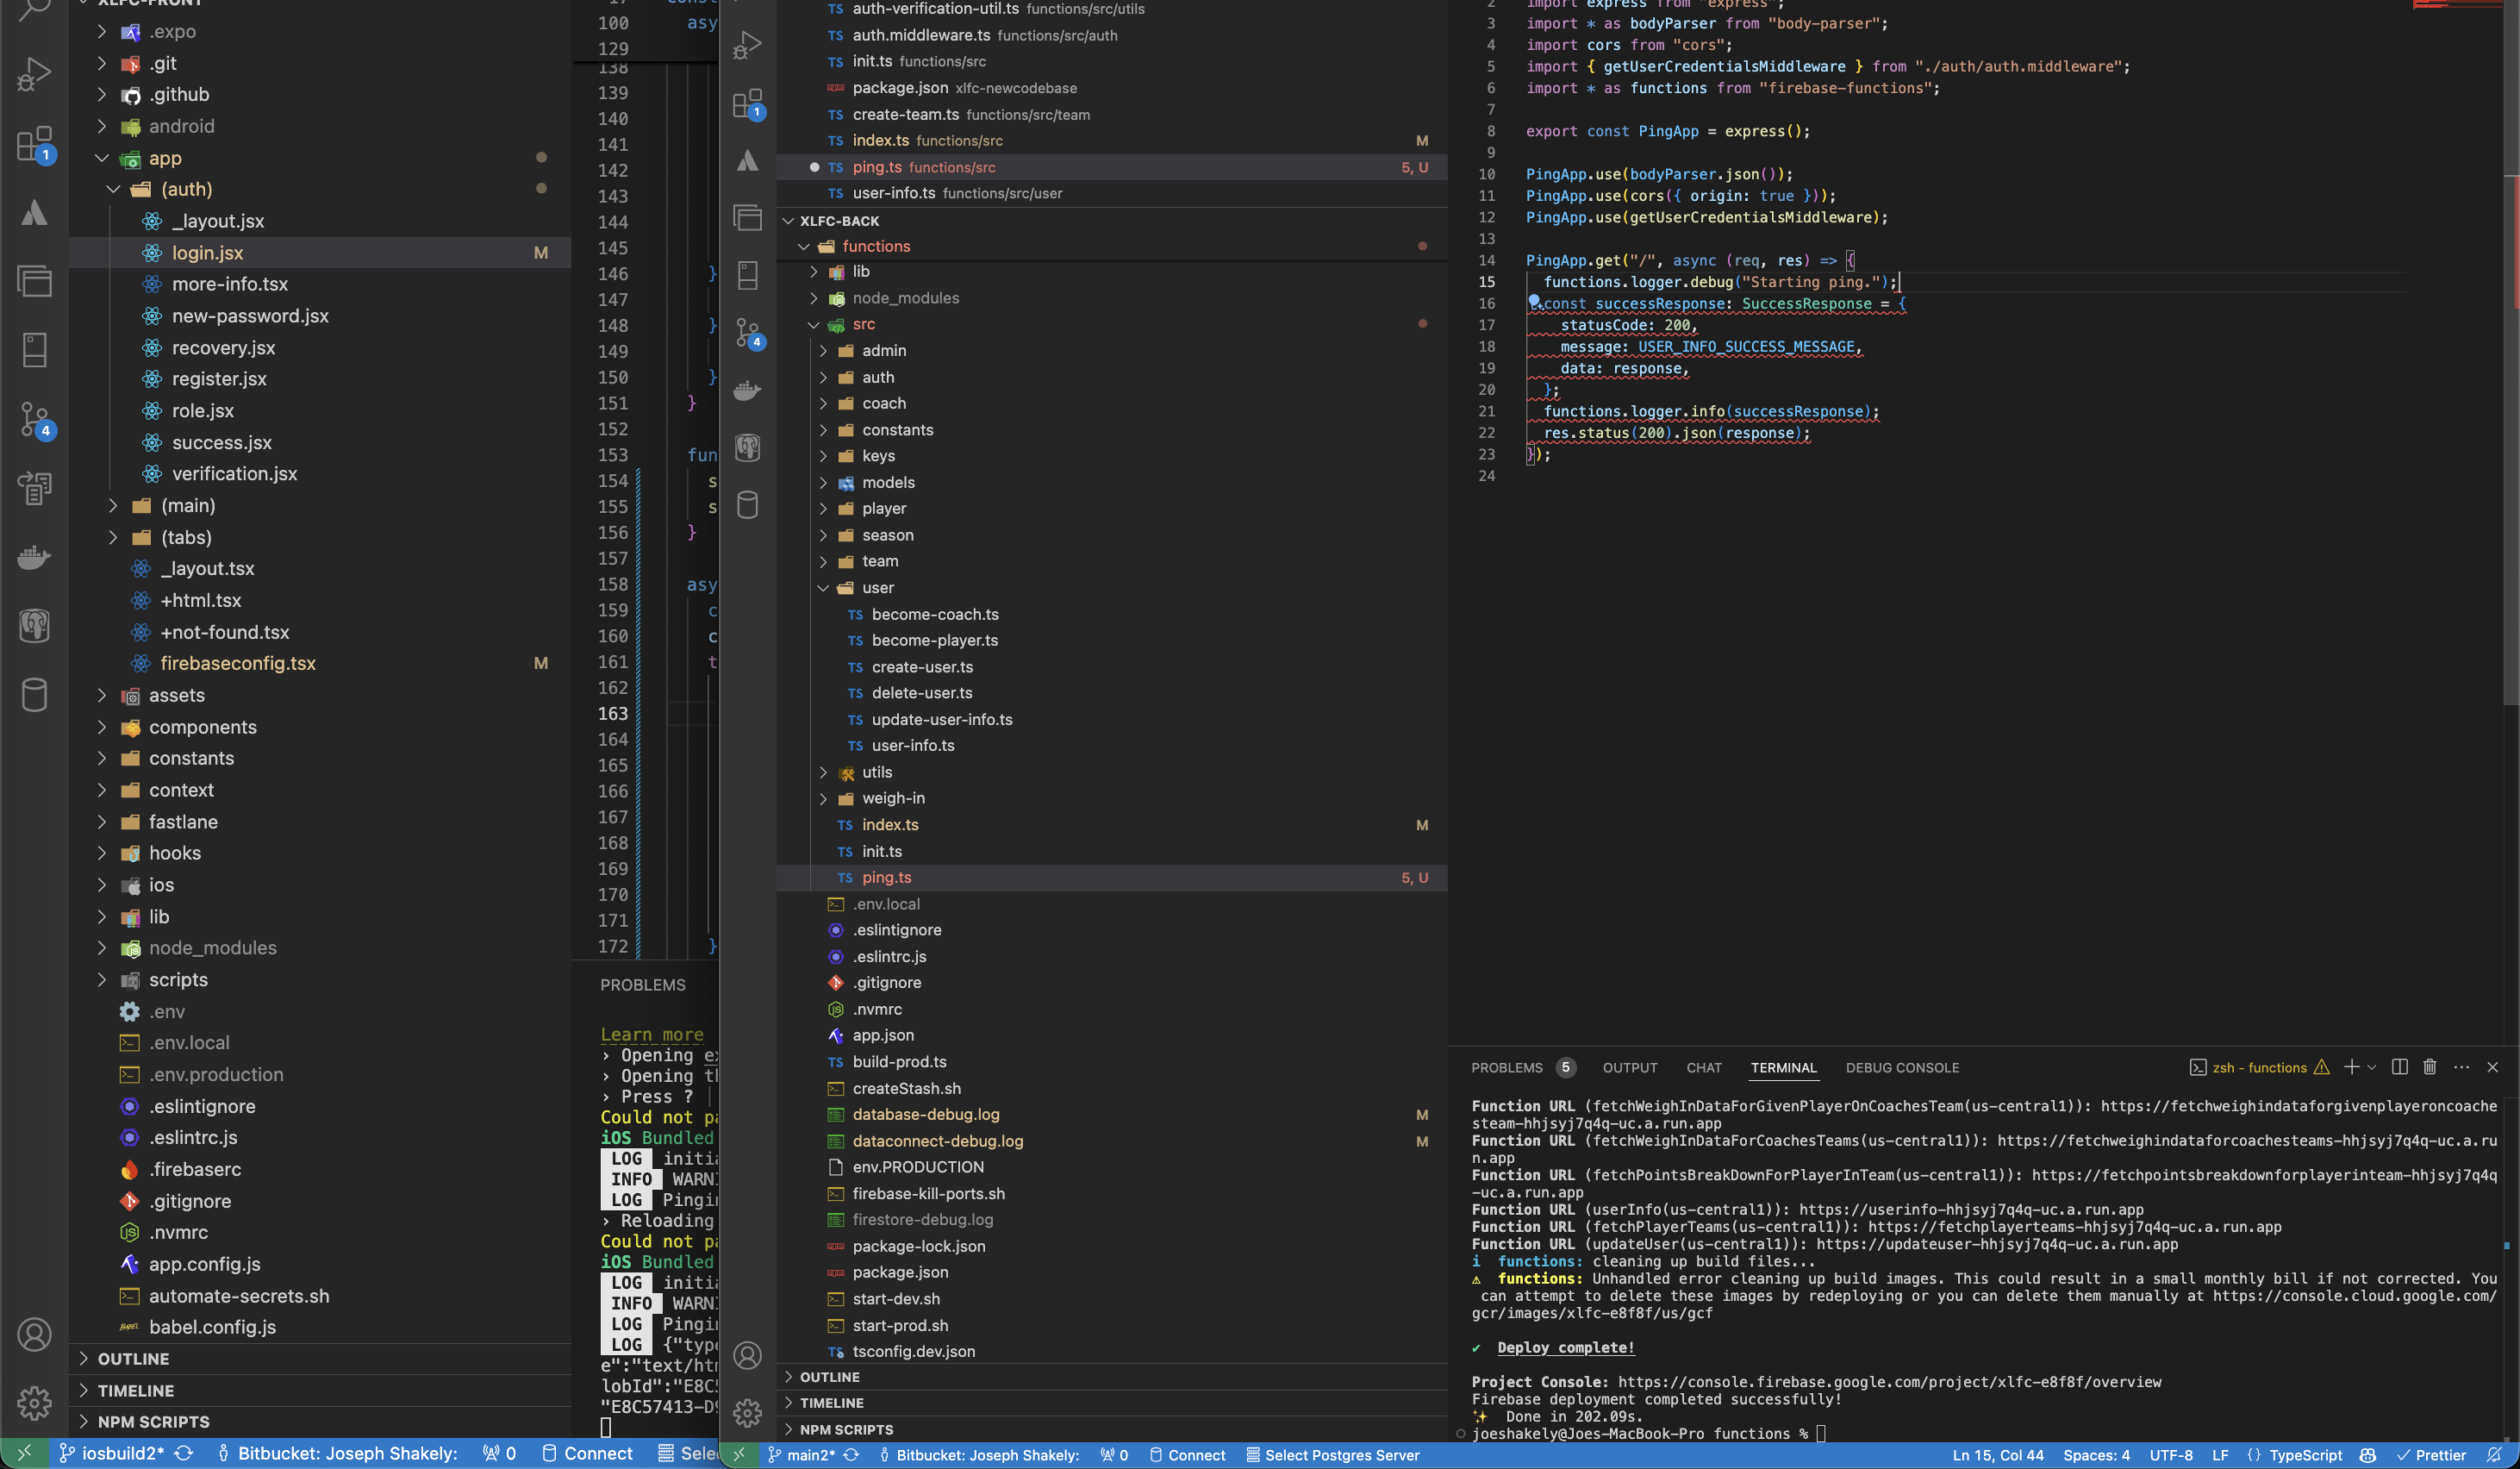 XLFC-FRONT
.expo
.git
.github
android
app
(auth)
_layout.jsx
login.jsx M
more-info.tsx
new-password.jsx
recovery.jsx
register.jsx
role.jsx
success.jsx
verification.jsx
(main)
(tabs)
_layout.tsx
+html.tsx
+not-found.tsx
firebaseconfig.tsx M
assets
components
constants
context
fastlane
hooks
ios
lib
node_modules
scripts
.env
.env.local
.env.production
.eslintignore
.eslintrc.js
.firebaserc
.gitignore
.nvmrc
app.config.js
automate-secrets.sh
babel.config.js
OUTLINE
TIMELINE
NPM SCRIPTS
1
4
iosbuild2* Bitbucket: Joseph Shakely: 0 Connect
100 asy
129
138
139
140
141
142
143
144
145
146 }
147
148 }
149
150 }
151 }
152
153 fun
154 s
155 s
156 }
157
158 asy
159 c
160 c
161 t
162
163
164
165
166
167
168
169
170
171
172 }
PROBLEMS
Learn more
› Opening
› Opening
› Press ?
Could not
iOS Bundled
LOG
INFO
LOG
› Reloading
Could not
iOS Bundled
LOG
INFO
LOG
LOG {"type
e":"text/
lobId":"E8C
"E8C57413-D
1
4
auth-verification-util.ts functions/src/utils
auth.middleware.ts functions/src/auth
init.ts functions/src
package.json xlfc-newcodebase
create-team.ts functions/src/team
index.ts functions/src M
ping.ts functions/src 5, U
user-info.ts functions/src/user
XLFC-BACK
functions
lib
node_modules
src
admin
auth
coach
constants
keys
models
player
season
team
user
become-coach.ts
become-player.ts
create-user.ts
delete-user.ts
update-user-info.ts
user-info.ts
utils
weigh-in
index.ts M
init.ts
ping.ts 5, U
.env.local
.eslintignore
.eslintrc.js
.gitignore
.nvmrc
app.json
build-prod.ts
createStash.sh
database-debug.log M
dataconnect-debug.log M
env.PRODUCTION
firebase-kill-ports.sh
firestore-debug.log
package-lock.json
package.json
start-dev.sh
start-prod.sh
tsconfig.dev.json
OUTLINE
TIMELINE
NPM SCRIPTS
2 import express from "express";
3 import * as bodyParser from "body-parser";
4 import cors from "cors";
5 import { getUserCredentialsMiddleware } from "./auth/auth.middleware";
6 import * as functions from "firebase-functions";
7
8 export const PingApp = express();
9
10 PingApp.use(bodyParser.json());
11 PingApp.use(cors({ origin: true }));
12 PingApp.use(getUserCredentialsMiddleware);
13
14 PingApp.get("/", async (req, res) => {
15 functions.logger.debug("Starting ping.");
16 const successResponse: SuccessResponse = {
17 statusCode: 200,
18 message: USER_INFO_SUCCESS_MESSAGE,
19 data: response,
20 };
21 functions.logger.info(successResponse);
22 res.status(200).json(response);
23 });
24
PROBLEMS 5 OUTPUT CHAT TERMINAL DEBUG CONSOLE zsh - functions
Function URL (fetchWeighInDataForGivenPlayerOnCoachesTeam(us-central1)): https://fetchweighindataforgivenplayeroncoache
steam-hhjsyj7q4q-uc.a.run.app
Function URL (fetchWeighInDataForCoachesTeams(us-central1)): https://fetchweighindataforcoachesteams-hhjsyj7q4q-uc.a.ru
n.app
Function URL (fetchPointsBreakDownForPlayerInTeam(us-central1)): https://fetchpointsbreakdownforplayerinteam-hhjsyj7q4q
-uc.a.run.app
Function URL (userInfo(us-central1)): https://userinfo-hhjsyj7q4q-uc.a.run.app
Function URL (fetchPlayerTeams(us-central1)): https://fetchplayerteams-hhjsyj7q4q-uc.a.run.app
Function URL (updateUser(us-central1)): https://updateuser-hhjsyj7q4q-uc.a.run.app
i functions: cleaning up build files...
⚠ functions: Unhandled error cleaning up build images. This could result in a small monthly bill if not corrected. You
can attempt to delete these images by redeploying or you can delete them manually at https://console.cloud.google.com/
gcr/images/xlfc-e8f8f/us/gcf
✔ Deploy complete!
Project Console: https://console.firebase.google.com/project/xlfc-e8f8f/overview
Firebase deployment completed successfully!
✨ Done in 202.09s.
joeshakely@Joes-MacBook-Pro functions %
main2* Bitbucket: Joseph Shakely: 0 Connect Select Postgres Server Ln 15, Col 44 Spaces: 4 UTF-8 LF {} TypeScript Prettier